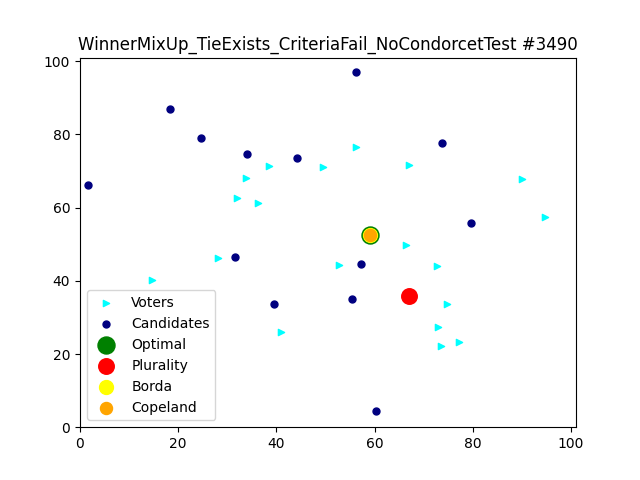 WinnerMixUp_TieExists_CriteriaFail_NoCondorcetTest #3490
100
80
60
40
20
0
Voters
Candidates
Optimal
Plurality
Borda
Copeland
0 20 40 60 80 100